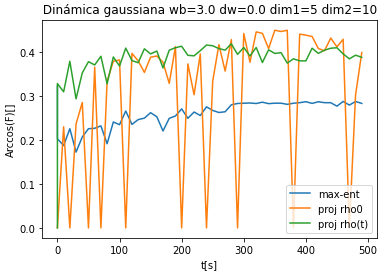 Dinámica gaussiana wb=3.0 dw=0.0 dim1=5 dim2=10
Arccos(F)[]
0.4
0.3
0.2
0.1
0.0
max-ent
proj rho0
proj rho(t)
0 100 200 300 400 500
t[s]